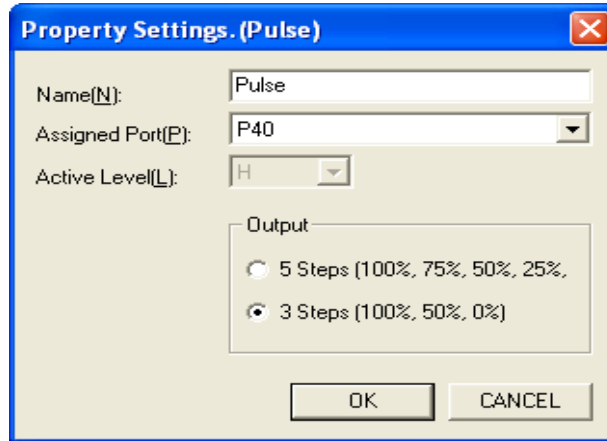 Property Settings.(Pulse)
Name(N):
Pulse
Assigned Port(P):
P40
Active Level(L):
H
Output
5 Steps (100%, 75%, 50%, 25%,
3 Steps (100%, 50%, 0%)
OK
CANCEL